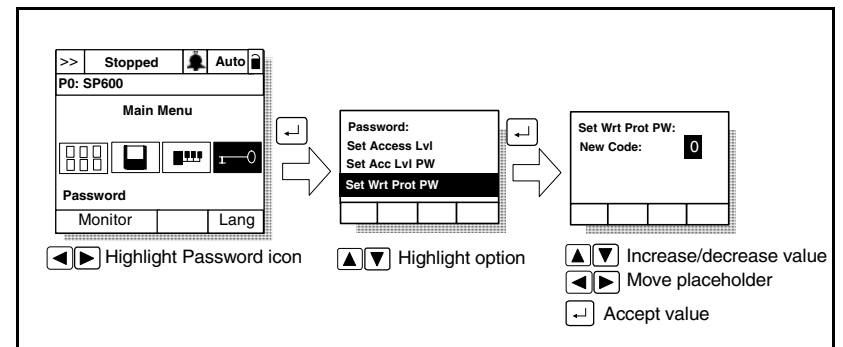 >> Stopped Auto
P0: SP600
Main Menu
Password
Monitor Lang
Highlight Password icon
Password:
Set Access Lvl
Set Acc Lvl PW
Set Wrt Prot PW
Highlight option
Set Wrt Prot PW:
New Code: 0
Increase/decrease value
Move placeholder
Accept value